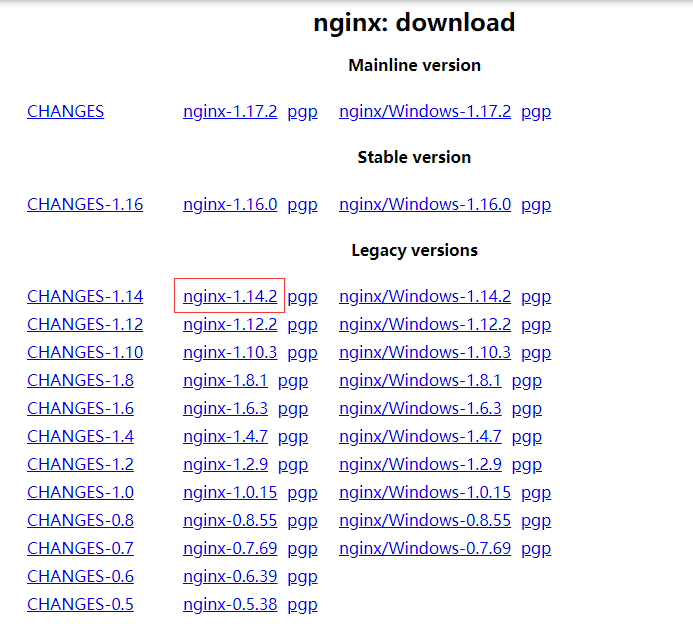 nginx: download
Mainline version
CHANGES nginx-1.17.2 pgp nginx/Windows-1.17.2 pgp
Stable version
CHANGES-1.16 nginx-1.16.0 pgp nginx/Windows-1.16.0 pgp
Legacy versions
CHANGES-1.14 nginx-1.14.2 pgp nginx/Windows-1.14.2 pgp
CHANGES-1.12 nginx-1.12.2 pgp nginx/Windows-1.12.2 pgp
CHANGES-1.10 nginx-1.10.3 pgp nginx/Windows-1.10.3 pgp
CHANGES-1.8 nginx-1.8.1 pgp nginx/Windows-1.8.1 pgp
CHANGES-1.6 nginx-1.6.3 pgp nginx/Windows-1.6.3 pgp
CHANGES-1.4 nginx-1.4.7 pgp nginx/Windows-1.4.7 pgp
CHANGES-1.2 nginx-1.2.9 pgp nginx/Windows-1.2.9 pgp
CHANGES-1.0 nginx-1.0.15 pgp nginx/Windows-1.0.15 pgp
CHANGES-0.8 nginx-0.8.55 pgp nginx/Windows-0.8.55 pgp
CHANGES-0.7 nginx-0.7.69 pgp nginx/Windows-0.7.69 pgp
CHANGES-0.6 nginx-0.6.39 pgp
CHANGES-0.5 nginx-0.5.38 pgp